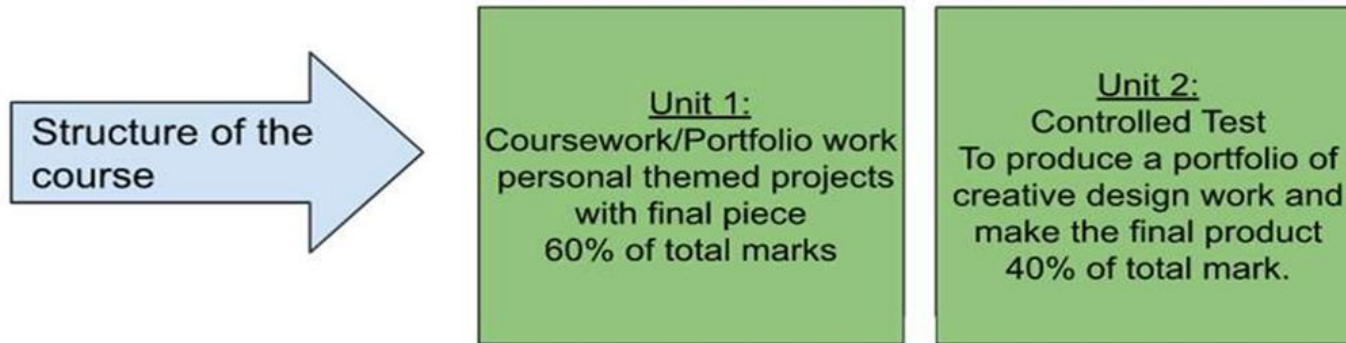 Structure of the
course
Unit 1:
Coursework/Portfolio work
personal themed projects
with final piece
60% of total marks
Unit 2:
Controlled Test
To produce a portfolio of
creative design work and
make the final product
40% of total mark.